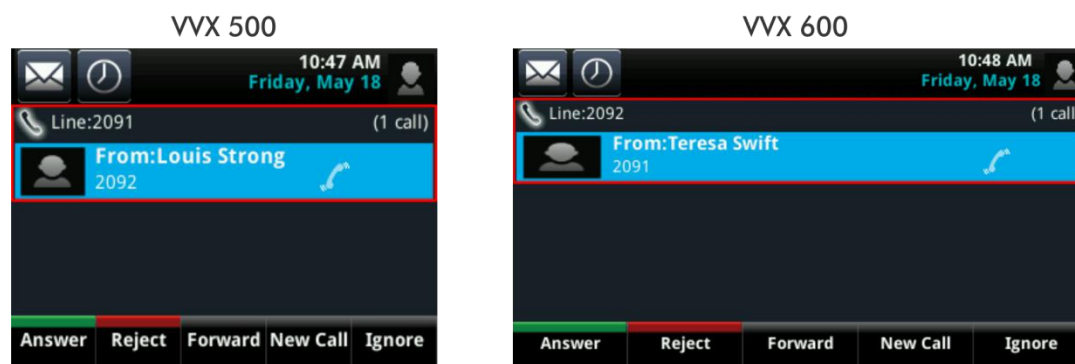 VVX 500
10:47 AM
Friday, May 18
Line:2091 (1 call)
From:Louis Strong
2092
Answer Reject Forward New Call Ignore
VVX 600
10:48 AM
Friday, May 18
Line:2092 (1 call
From:Teresa Swift
2091
Answer Reject Forward New Call Ignore